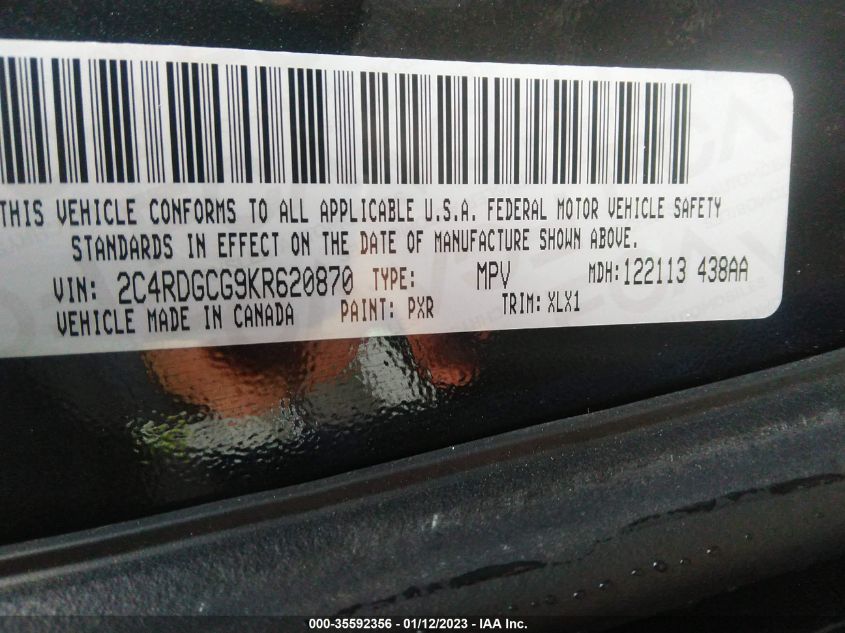 THIS VEHICLE CONFORMS TO ALL APPLICABLE U.S.A. FEDERAL MOTOR VEHICLE SAFETY
STANDARDS IN EFFECT ON THE DATE OF MANUFACTURE SHOWN ABOVE.
VIN: 2C4RDGCG9KR620870 TYPE: MPV MDH:122113 438AA
VEHICLE MADE IN CANADA PAINT: PXR TRIM: XLX1
000-35592356 - 01/12/2023 - IAA Inc.